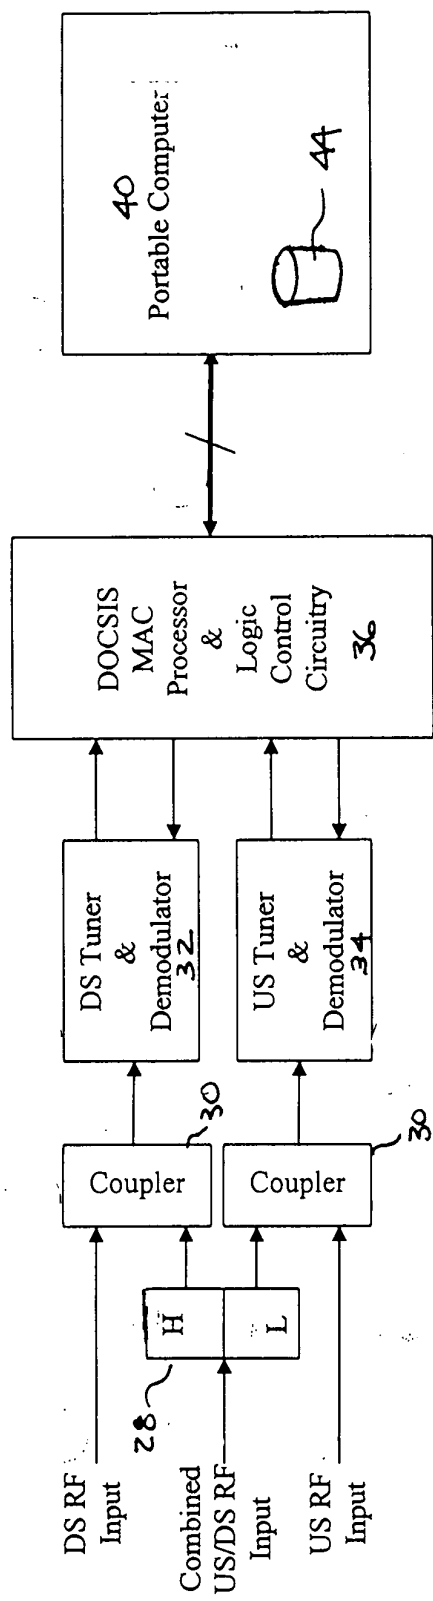 DS RF
Input
Combined
US/DS RF
Input
US RF
Input
28
H
L
Coupler
30
Coupler
30
DS Tuner
&
Demodulator
32
US Tuner
&
Demodulator
34
DOCSIS
MAC
Processor
&
Logic
Control
Circuitry
36
40
Portable Computer
44